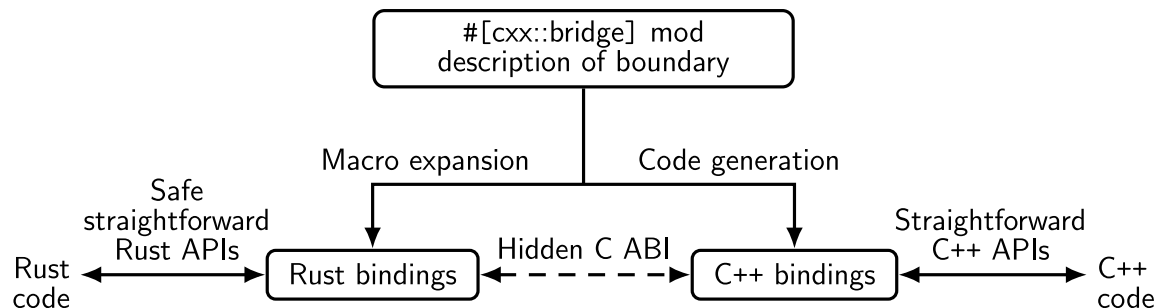 #[cxx::bridge] mod
description of boundary
Macro expansion
Code generation
Safe
straightforward
Rust APIs
Straightforward
C++ APIs
Hidden C ABI
Rust
code
Rust bindings
C++ bindings
C++
code